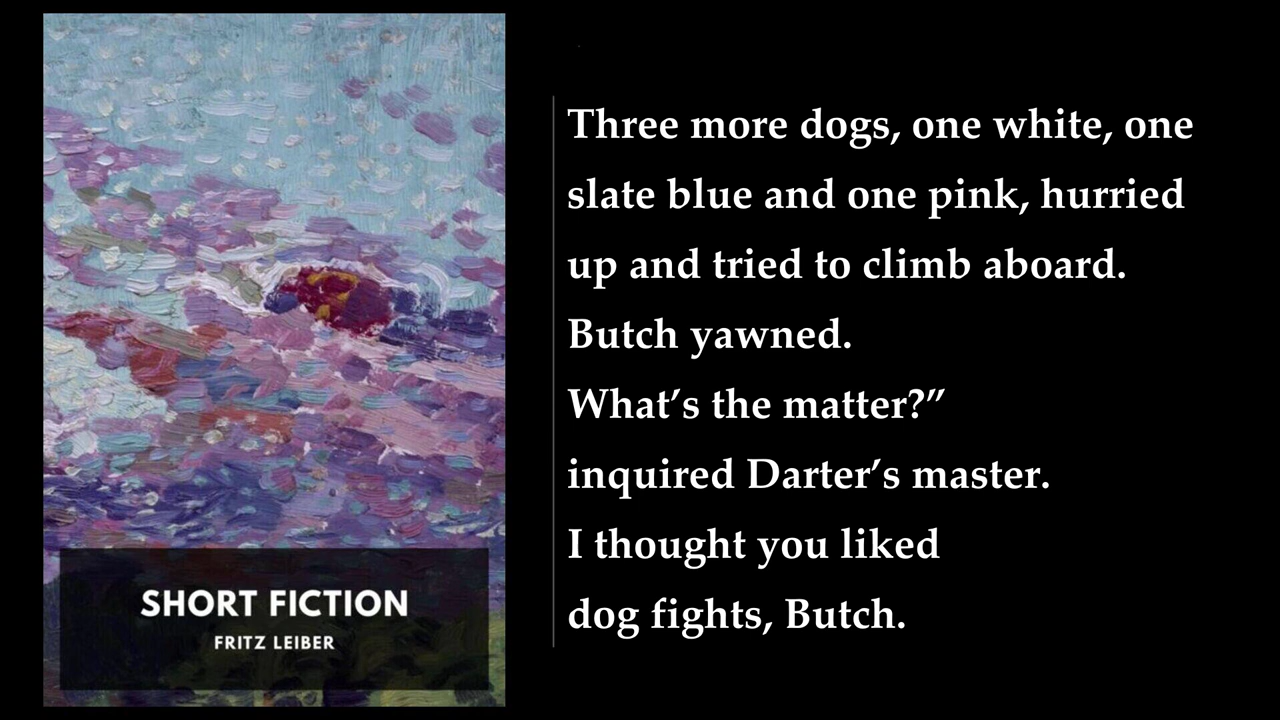 SHORT FICTION
FRITZ LEIBER
Three more dogs, one white, one
slate blue and one pink, hurried
up and tried to climb aboard.
Butch yawned.
What’s the matter?”
inquired Darter’s master.
I thought you liked
dog fights, Butch.